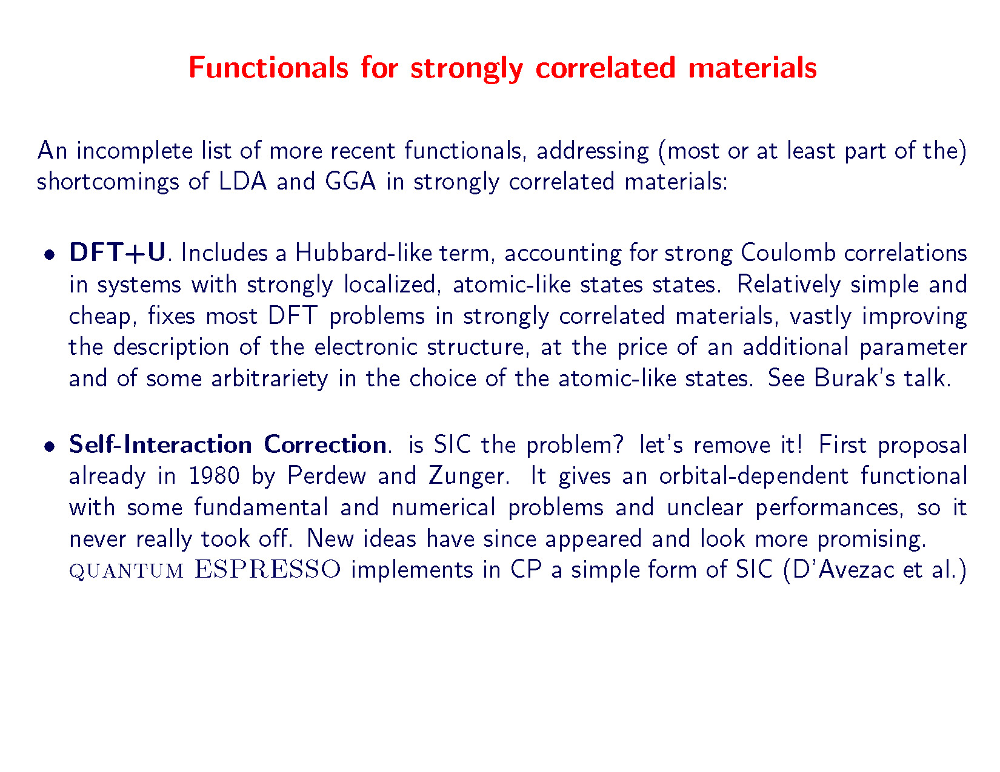 Functionals for strongly correlated materials
An incomplete list of more recent functionals, addressing (most or at least part of the)
shortcomings of LDA and GGA in strongly correlated materials:
• DFT+U. Includes a Hubbard-like term, accounting for strong Coulomb correlations
in systems with strongly localized, atomic-like states states. Relatively simple and
cheap, fixes most DFT problems in strongly correlated materials, vastly improving
the description of the electronic structure, at the price of an additional parameter
and of some arbitrariety in the choice of the atomic-like states. See Burak's talk.
• Self-Interaction Correction. is SIC the problem? let's remove it! First proposal
already in 1980 by Perdew and Zunger. It gives an orbital-dependent functional
with some fundamental and numerical problems and unclear performances, so it
never really took off. New ideas have since appeared and look more promising.
QUANTUM ESPRESSO implements in CP a simple form of SIC (D'Avezac et al.)